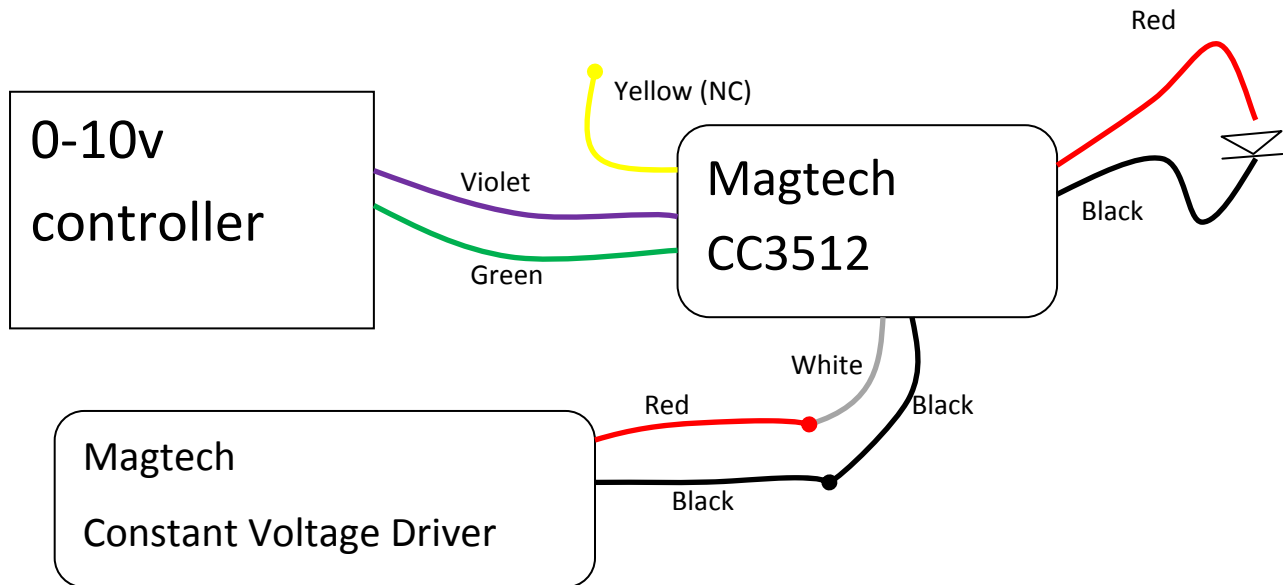 Red
0-10v
controller
Yellow (NC)
Violet
Green
Magtech
CC3512
Black
White
Red
Black
Black
Magtech
Constant Voltage Driver